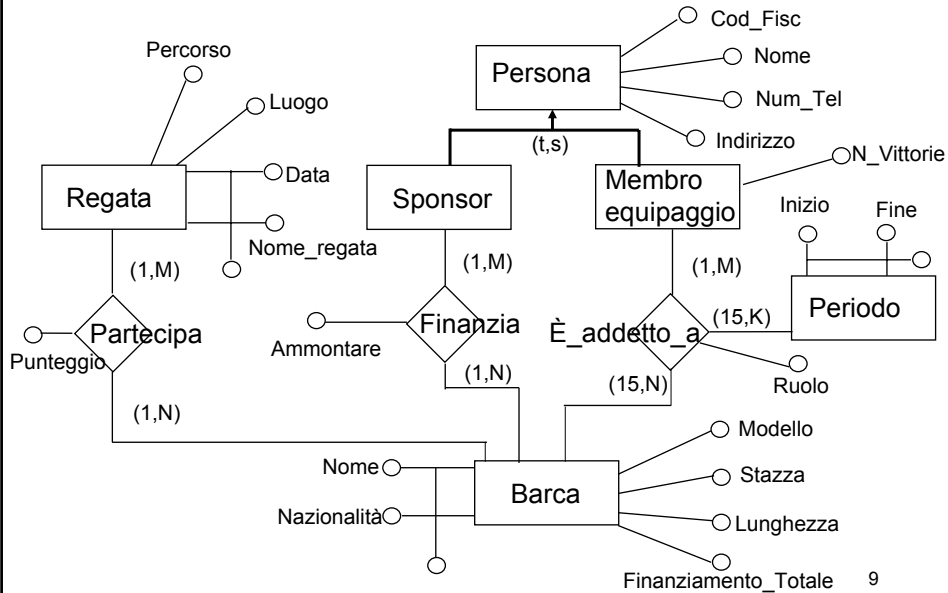 Cod_Fisc
Percorso
Nome
Persona
Luogo
Num_Tel
Indirizzo
(t,s)
N_Vittorie
Data
Regata
Sponsor
Membro
equipaggio
Inizio
Fine
Nome_regata
(1,M)
(1,M)
(1,M)
Periodo
(15,K)
Partecipa
Finanzia
È_addetto_a
Punteggio
Ammontare
(1,N)
(15,N)
Ruolo
(1,N)
Modello
Nome
Stazza
Barca
Nazionalità
Lunghezza
Finanziamento_Totale
9